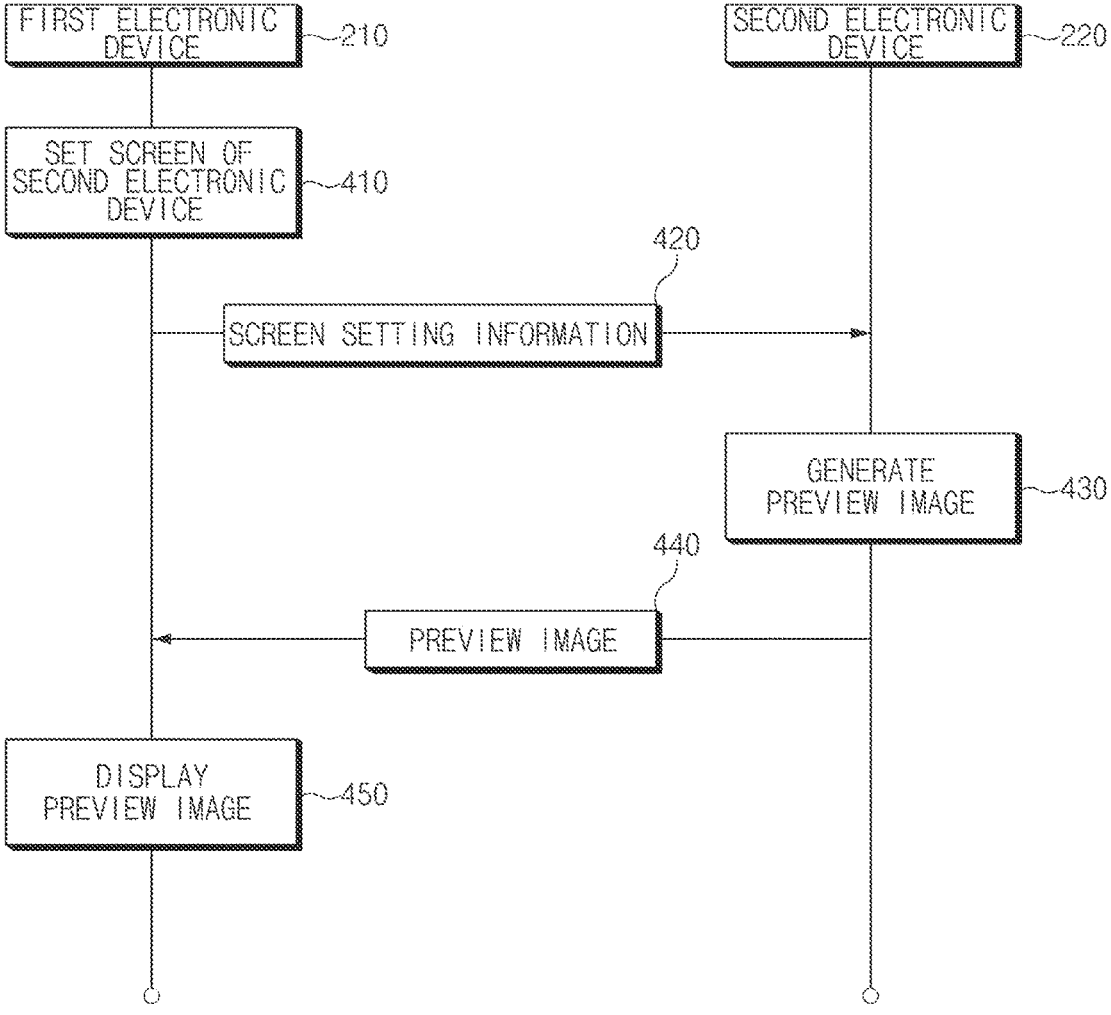 FIRST ELECTRONIC
DEVICE
210
SECOND ELECTRONIC
DEVICE
220
SET SCREEN OF
SECOND ELECTRONIC
DEVICE
410
420
SCREEN SETTING INFORMATION
GENERATE
PREVIEW IMAGE
430
440
PREVIEW IMAGE
DISPLAY
PREVIEW IMAGE
450